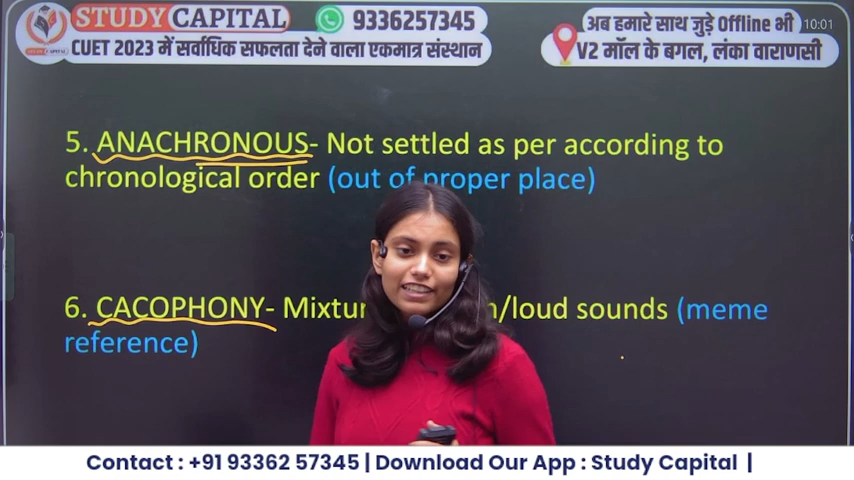 STUDY CAPITAL
9336257345
CUET 2023 में सर्वाधिक सफलता देने वाला एकमात्र संस्थान
अब हमारे साथ जुड़े Offline भी
10:01
V2 मॉल के बगल, लंका वाराणसी
5. ANACHRONOUS- Not settled as per according to
chronological order (out of proper place)
6. CACOPHONY- /loud sounds (meme
reference)
Contact : +91 93362 57345 | Download Our App : Study Capital |